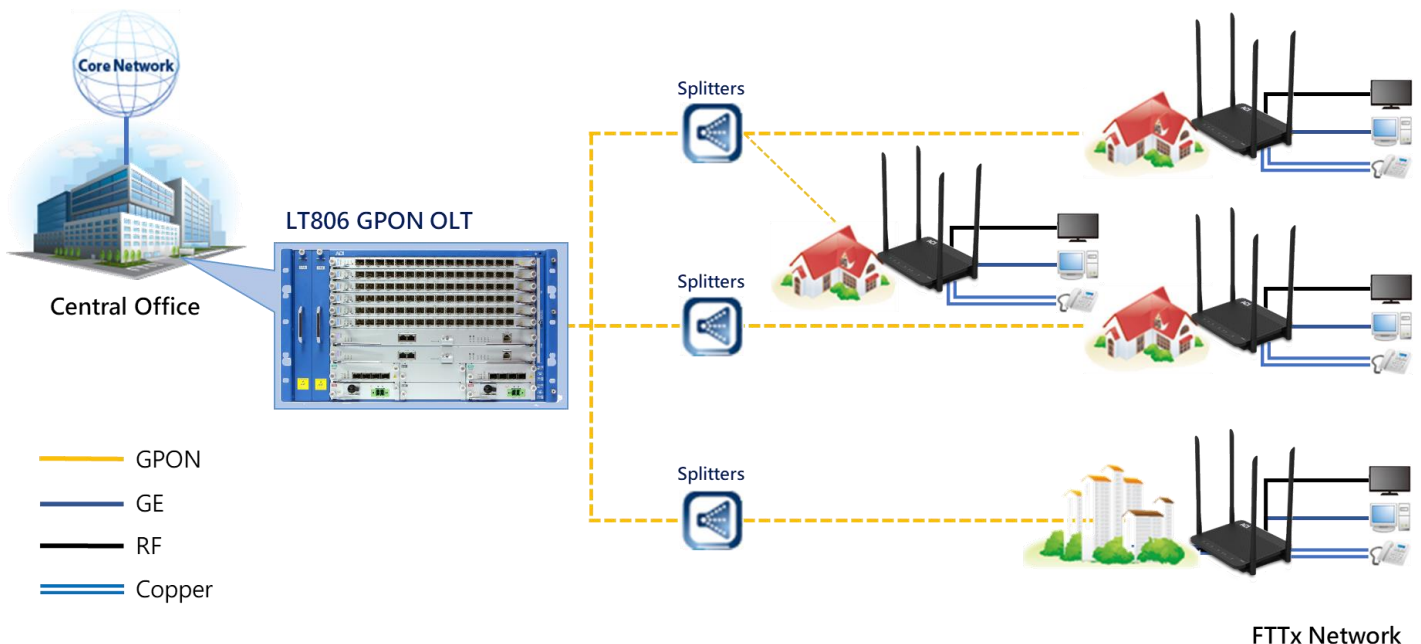 Core Network
Splitters
LT806 GPON OLT
Central Office
Splitters
GPON
Splitters
GE
RF
Copper
FTTx Network